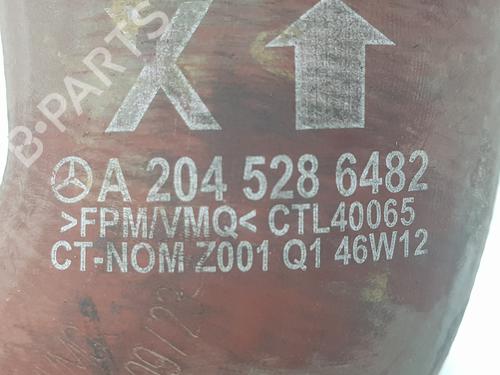 X
A 204 528 6482
>FPM/VMQ< CTL40065
CT-NOM Z001 Q1 46W12
B-PARTS